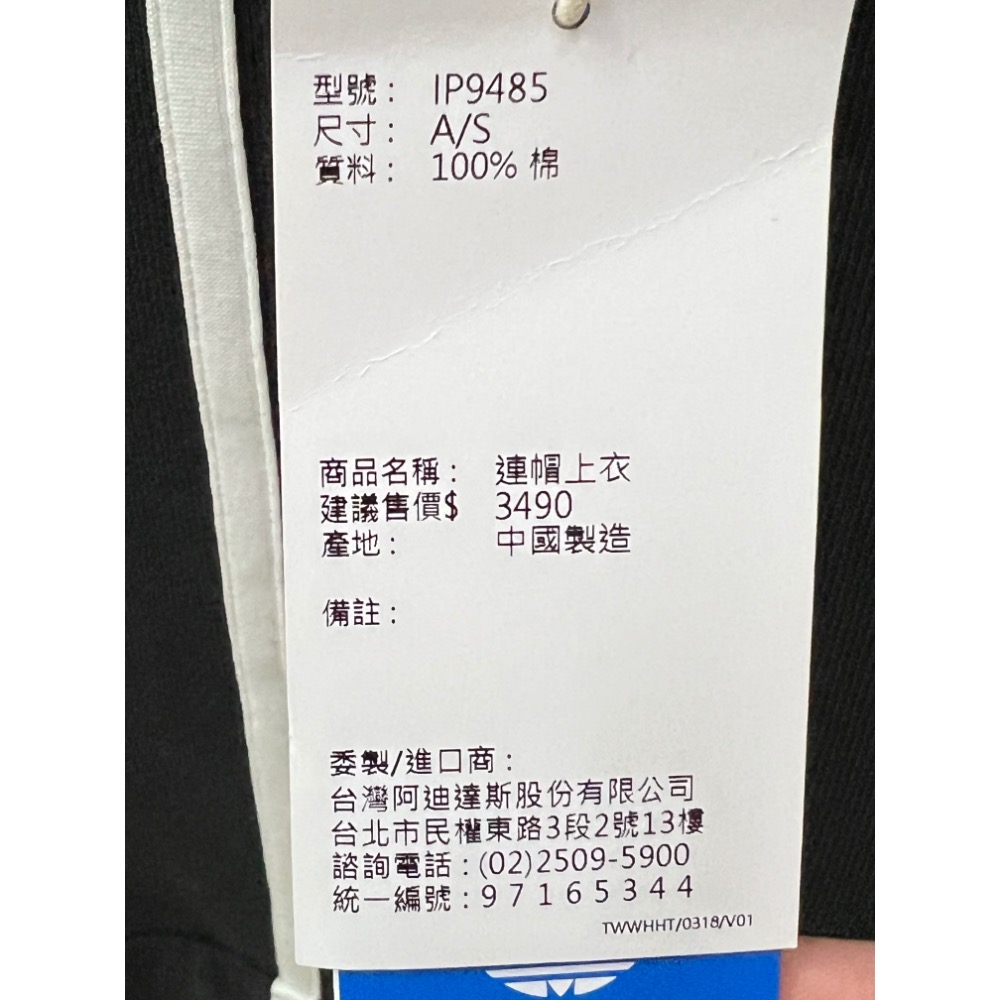 型號： IP9485
尺寸： A/S
質料： 100% 棉
商品名稱： 連帽上衣
建議售價$ 3490
產地： 中國製造
備註：
委製/進口商：
台灣阿迪達斯股份有限公司
台北市民權東路3段2號13樓
諮詢電話：(02)2509-5900
統一編號：97165344
TWWHHT/0318/V01